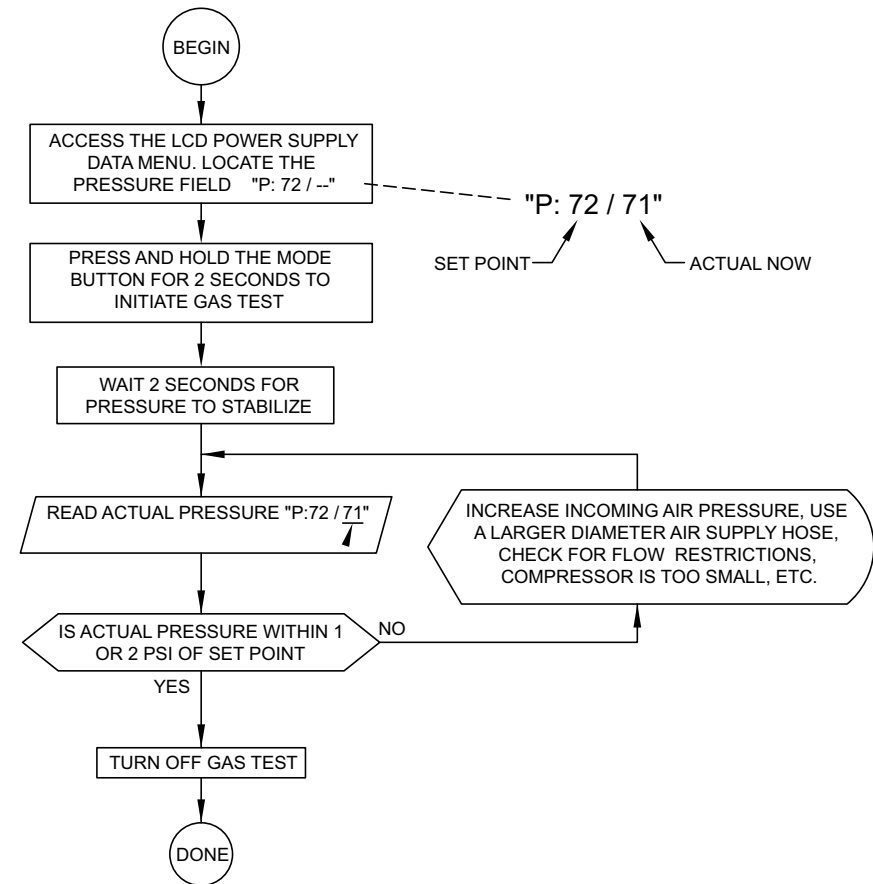 BEGIN
ACCESS THE LCD POWER SUPPLY
DATA MENU. LOCATE THE
PRESSURE FIELD "P: 72 / --"
"P: 72 / 71"
SET POINT
ACTUAL NOW
PRESS AND HOLD THE MODE
BUTTON FOR 2 SECONDS TO
INITIATE GAS TEST
WAIT 2 SECONDS FOR
PRESSURE TO STABILIZE
READ ACTUAL PRESSURE "P:72 / 71"
INCREASE INCOMING AIR PRESSURE, USE
A LARGER DIAMETER AIR SUPPLY HOSE,
CHECK FOR FLOW RESTRICTIONS,
COMPRESSOR IS TOO SMALL, ETC.
IS ACTUAL PRESSURE WITHIN 1
OR 2 PSI OF SET POINT
NO
YES
TURN OFF GAS TEST
DONE